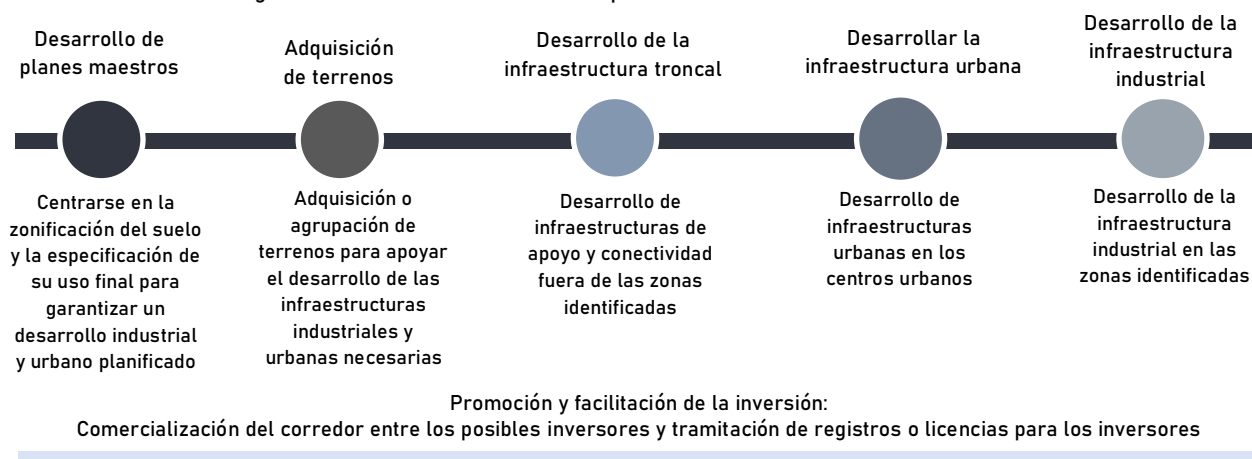 Desarrollo de
planes maestros
Adquisición
de terrenos
Desarrollo de la
infraestructura troncal
Desarrollar la
infraestructura urbana
Desarrollo de la
infraestructura
industrial
Centrarse en la
zonificación del suelo
y la especificación de
su uso final para
garantizar un
desarrollo industrial
y urbano planificado
Adquisición o
agrupación de
terrenos para apoyar
el desarrollo de las
infraestructuras
industriales y
urbanas necesarias
Desarrollo de
infraestructuras de
apoyo y conectividad
fuera de las zonas
identificadas
Desarrollo de
infraestructuras
urbanas en los
centros urbanos
Desarrollo de la
infraestructura
industrial en las
zonas identificadas
Promoción y facilitación de la inversión:
Comercialización del corredor entre los posibles inversores y tramitación de registros o licencias para los inversores